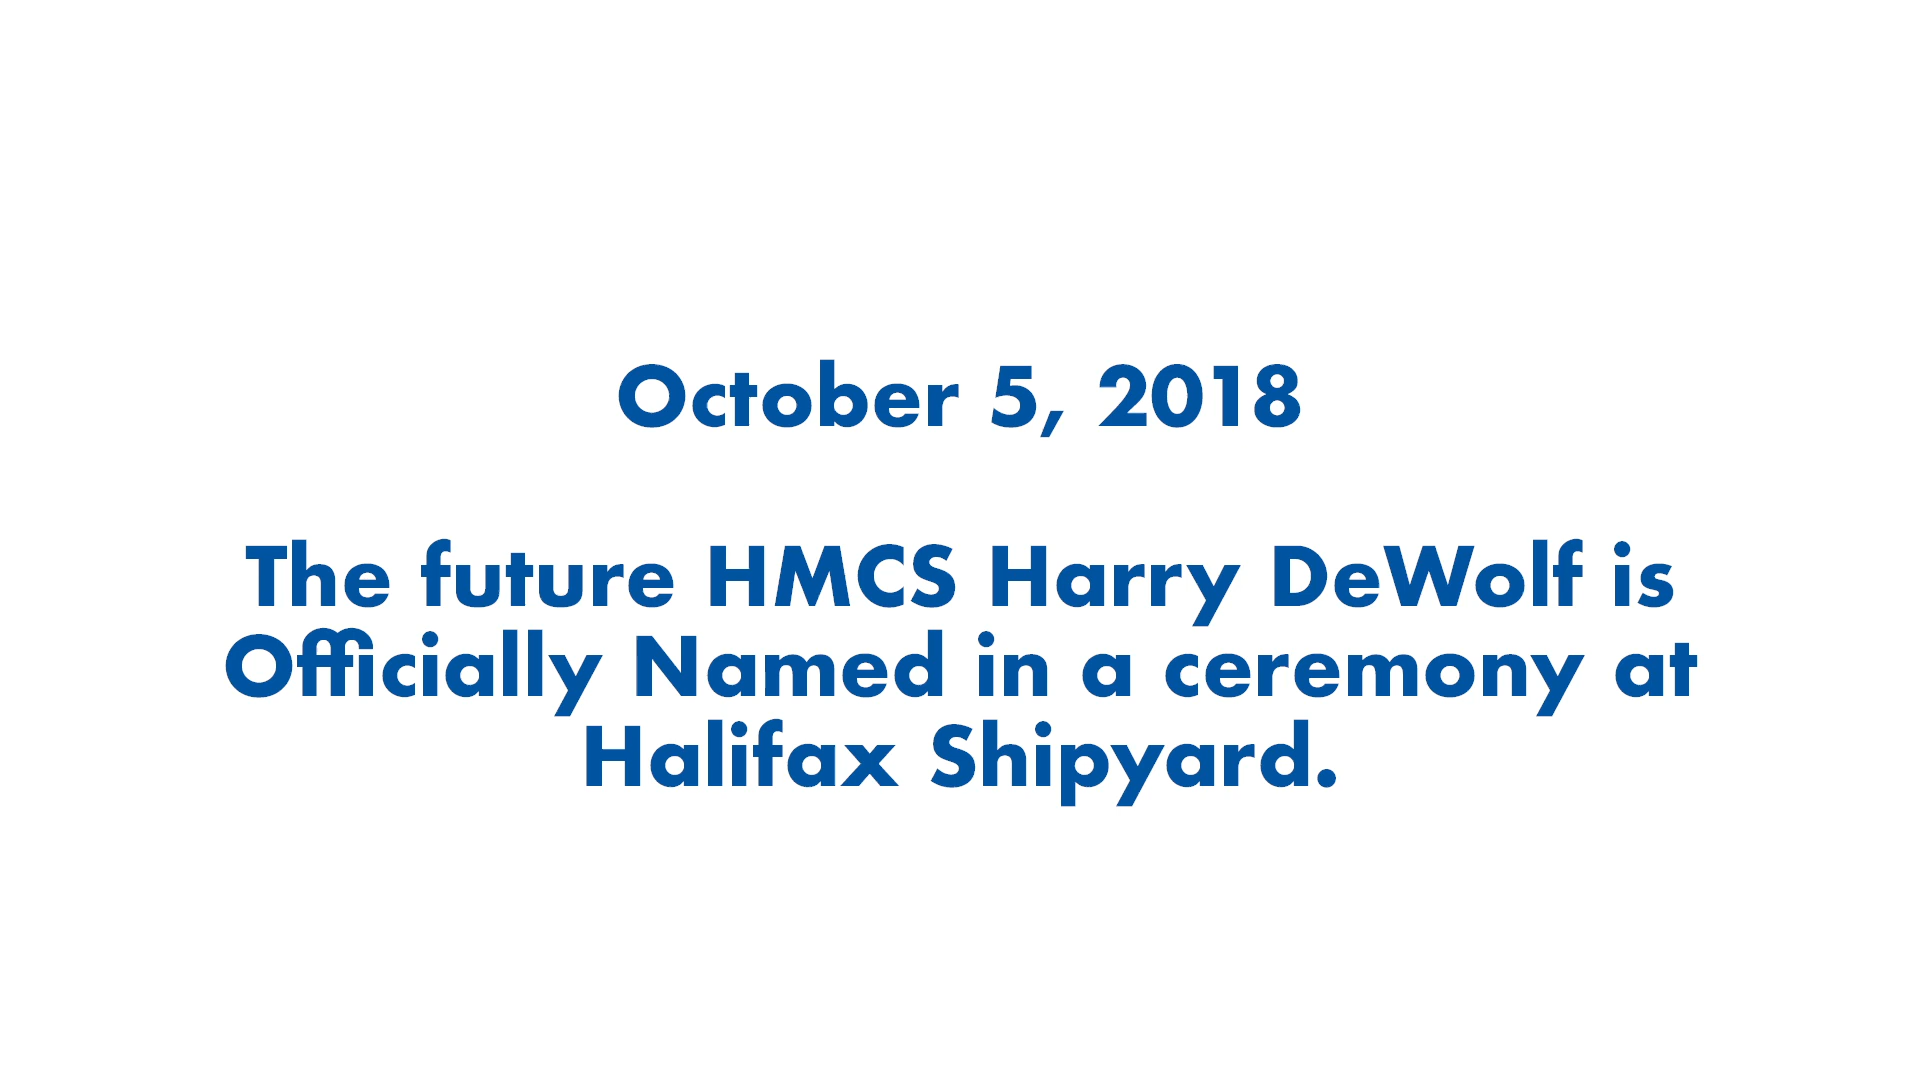 October 5, 2018
The future HMCS Harry DeWolf is
Officially Named in a ceremony at
Halifax Shipyard.